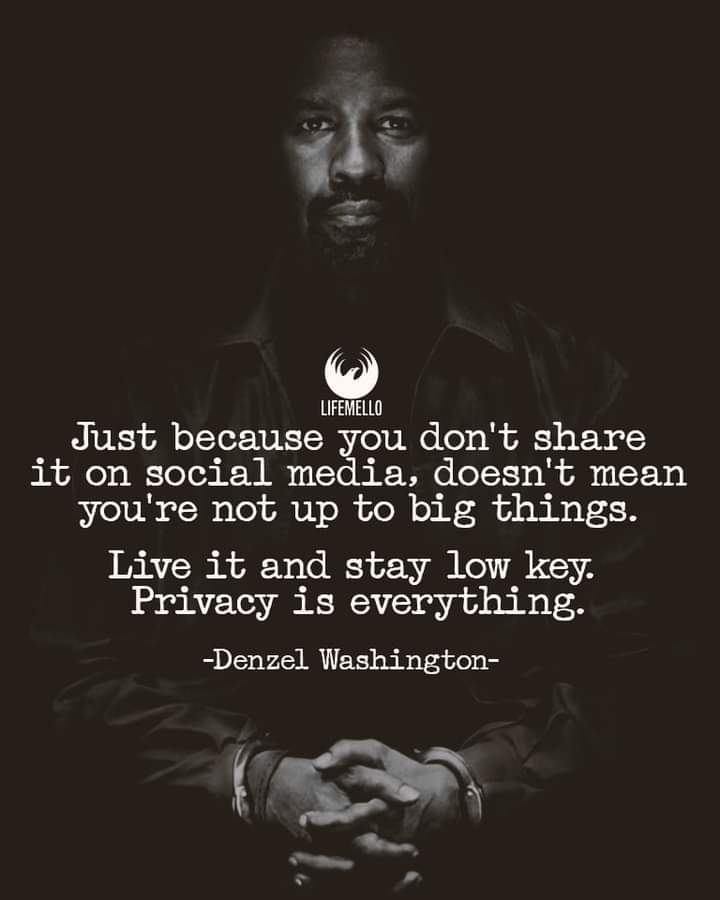 LIFEMELLO
Just because you don't share
it on social media, doesn't mean
you're not up to big things.
Live it and stay low key.
Privacy is everything.
-Denzel Washington-